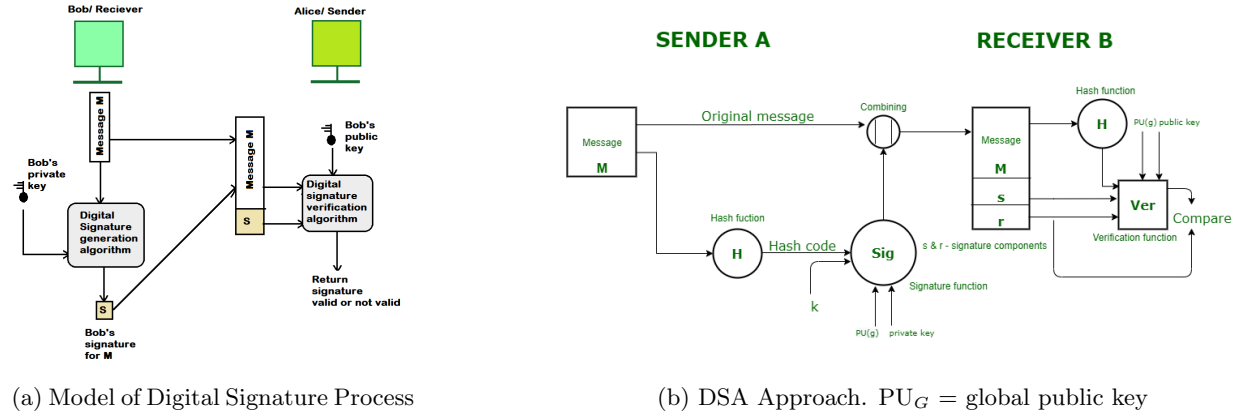 Bob/ Reciever
Alice/ Sender
Message M
Bob's
private
key
Digital
Signature
generation
algorithm
S
Bob's
signature
for M
Message M
S
Bob's
public
key
Digital
signature
verification
algorithm
Return
signature
valid or not valid
(a) Model of Digital Signature Process
SENDER A
RECEIVER B
Message
M
Original message
Combining
Hash fuction
H
Hash code
Sig
s & r - signature components
Signature function
k
PU(g)
private key
Message
M
s
r
Hash function
H
PU(g) public key
Ver
Verification function
Compare
(b) DSA Approach. PU_G = global public key